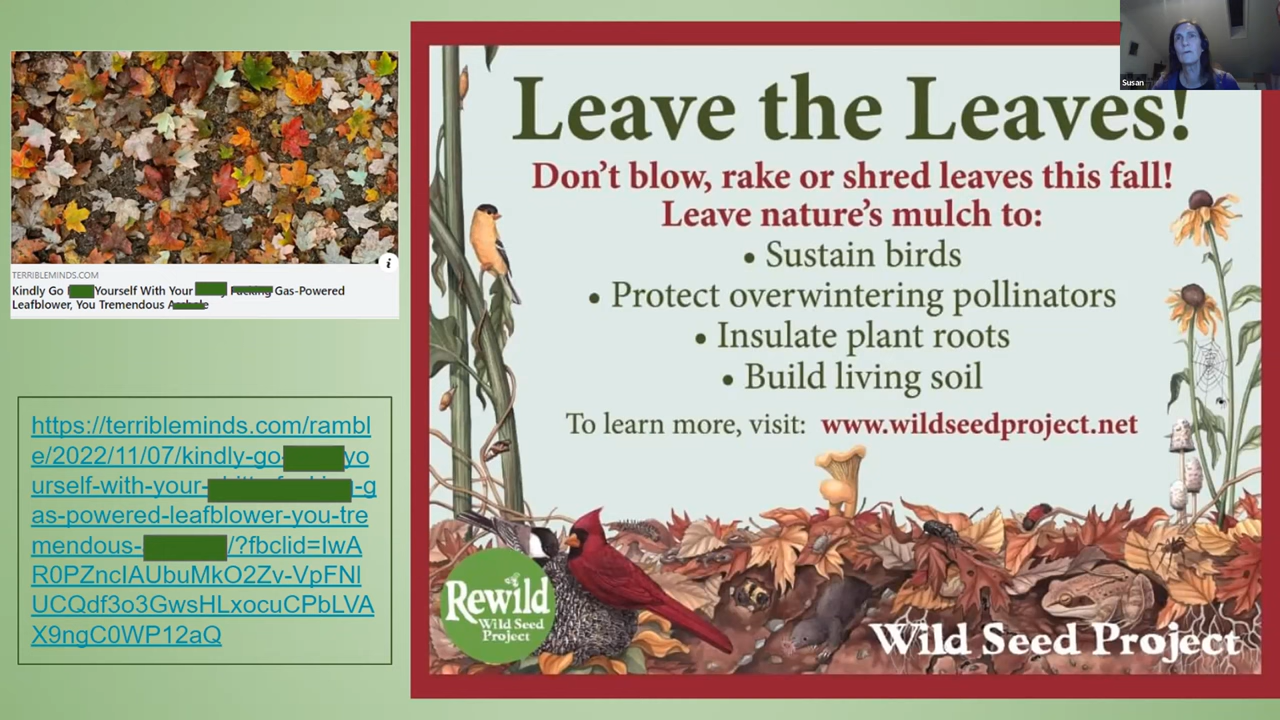 TERRIBLEMINDS.COM
Kindly Go Yourself With Your Gas-Powered
Leafblower, You Tremendous
https://terribleminds.com/rambl
e/2022/11/07/kindly-go- yo
urself-with-your- -g
as-powered-leafblower-you-tre
mendous- /?fbclid=IwA
R0PZncIAUbuMkO2Zv-VpFNl
UCQdf3o3GwsHLxocuCPbLVA
X9ngC0WP12aQ
Leave the Leaves!
Don't blow, rake or shred leaves this fall!
Leave nature's mulch to:
• Sustain birds
• Protect overwintering pollinators
• Insulate plant roots
• Build living soil
To learn more, visit: www.wildseedproject.net
Rewild
Wild Seed
Project
Wild Seed Project
Susan